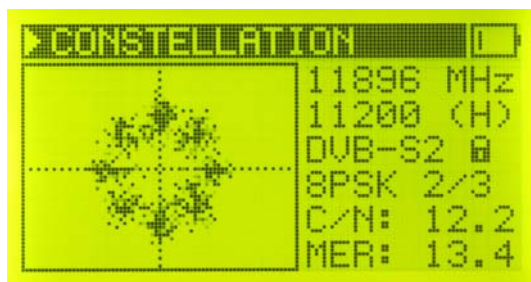 CONSTELLATION
11896 MHz
11200 (H)
DVB-S2
8PSK 2/3
C/N: 12.2
MER: 13.4